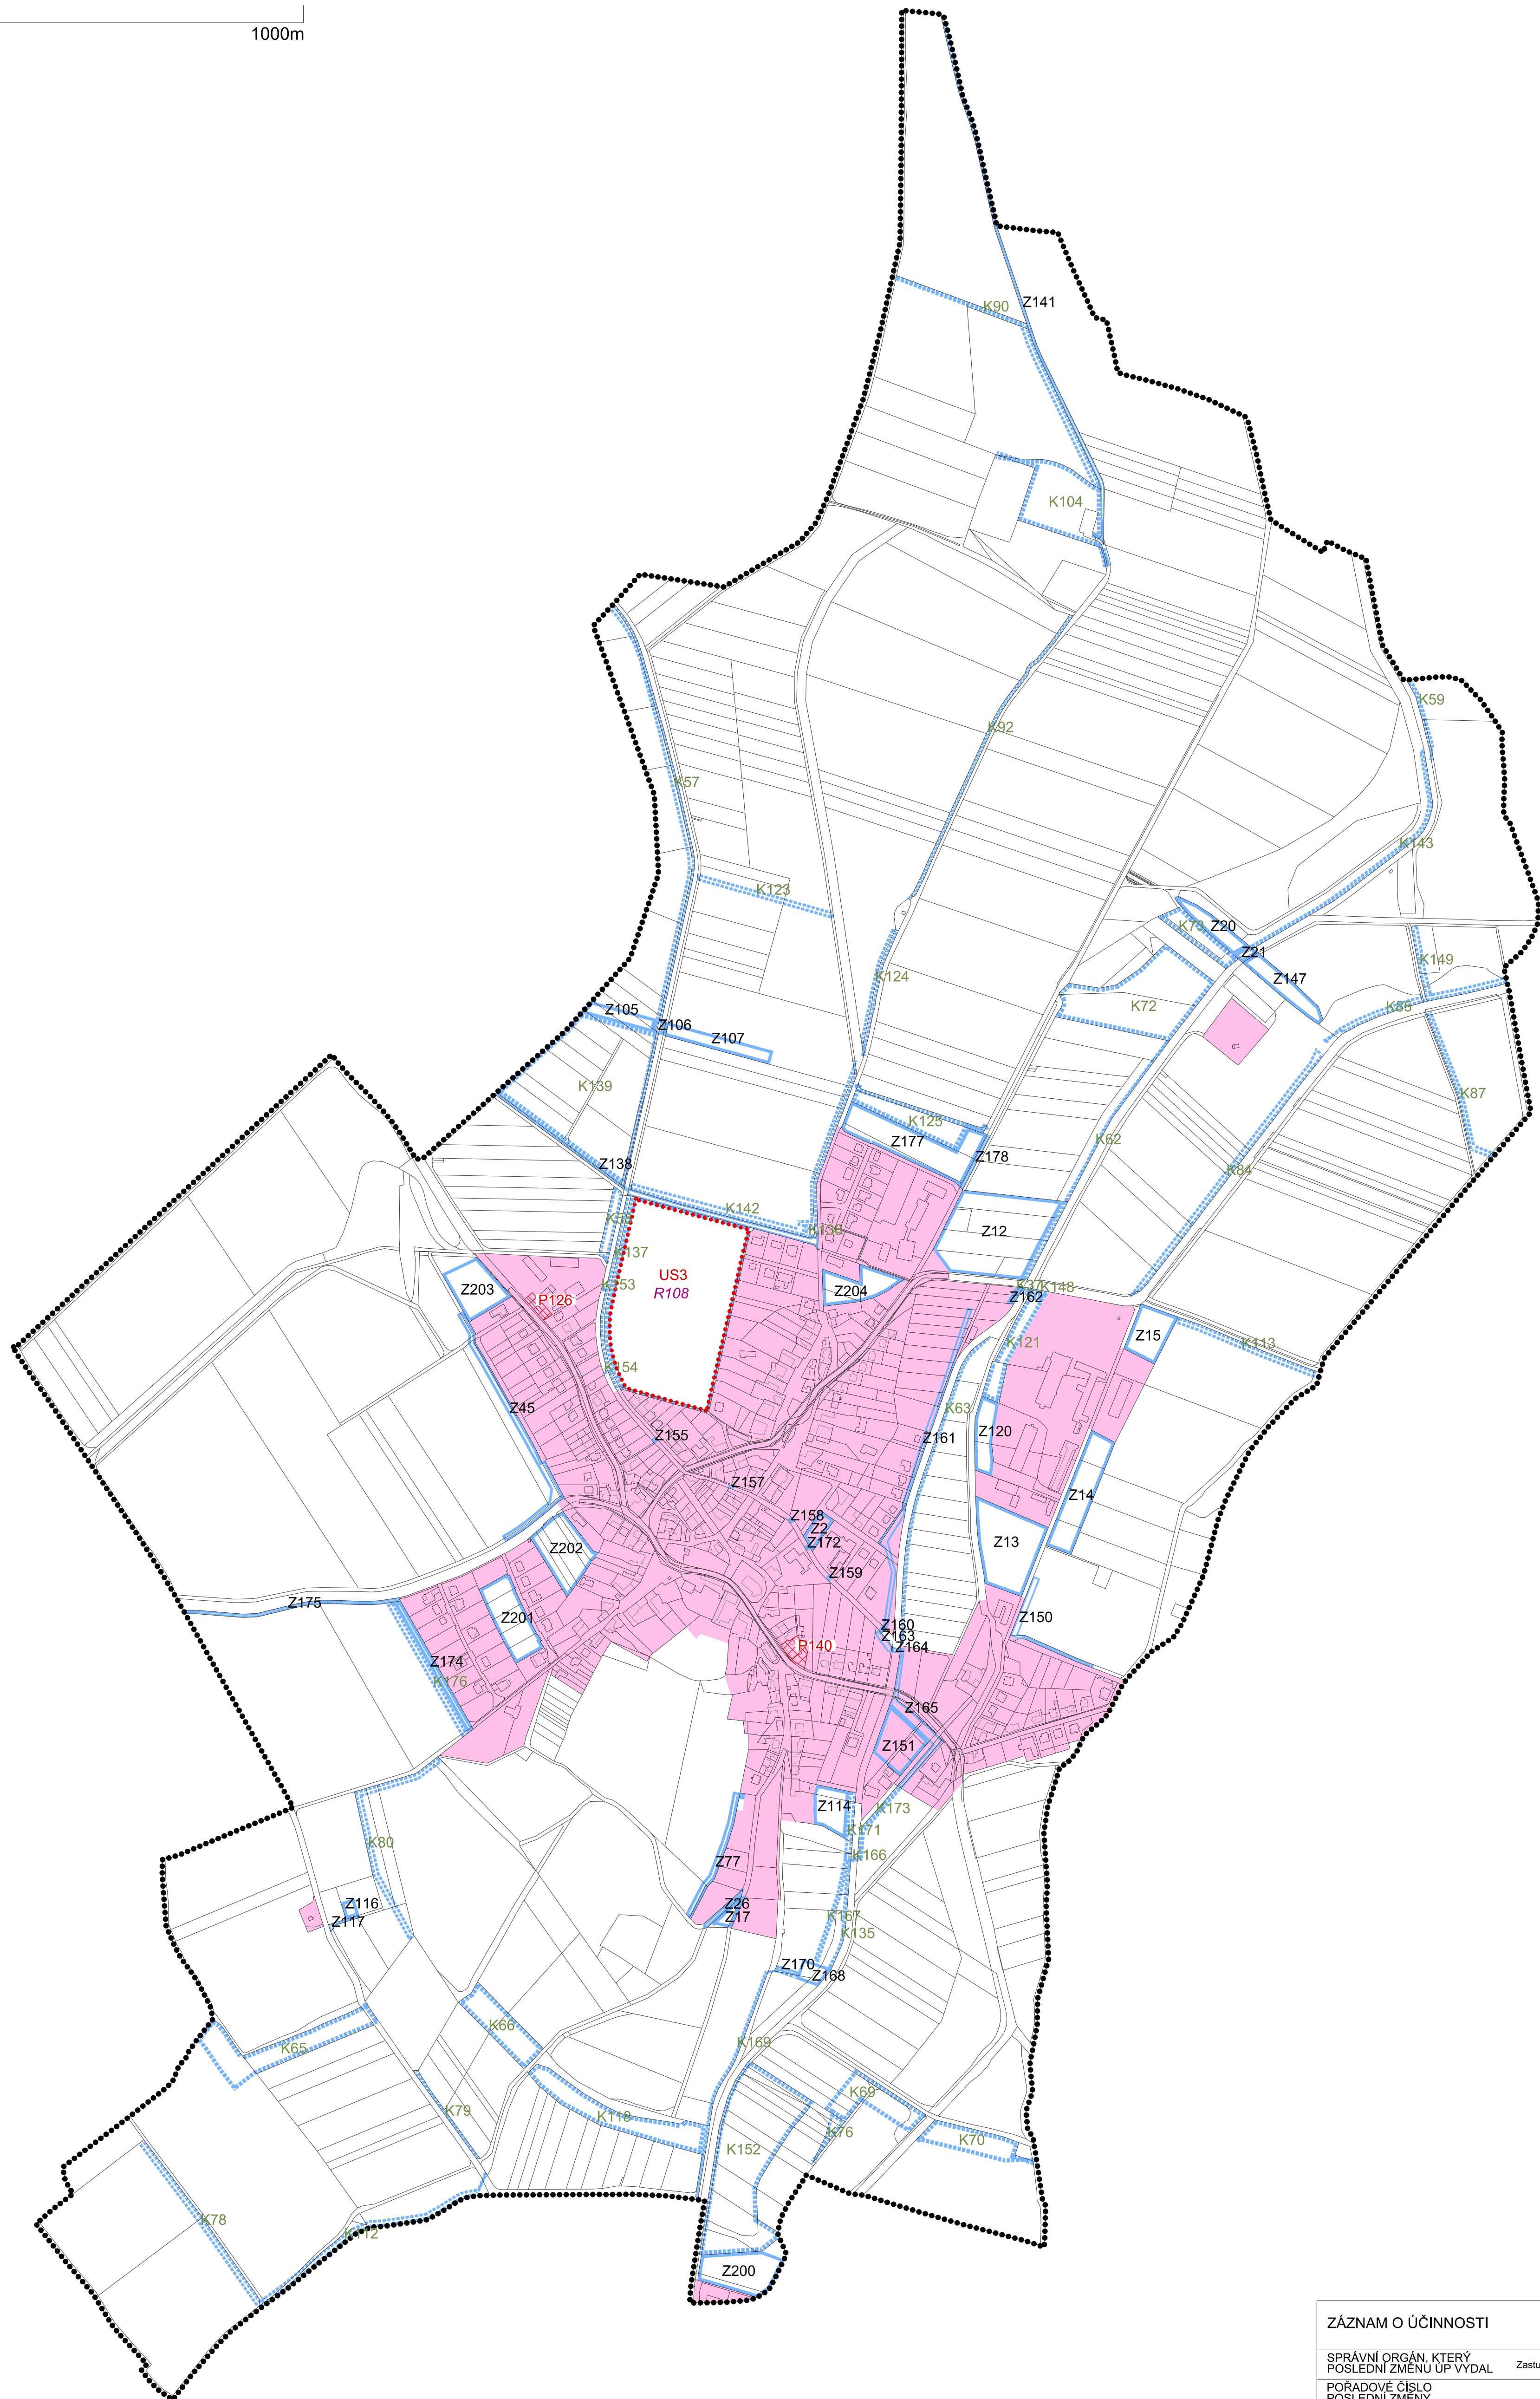 1000m
K90
Z141
K104
K59
K92
K57
K143
K123
K73
Z20
Z21
K149
Z147
K124
K72
K85
Z105
Z106
Z107
K139
K87
K125
Z177
K62
Z178
K84
Z138
K142
K136
Z12
K137
US3
R108
K153
K37
K148
Z203
Z204
Z162
P126
Z15
K121
K113
K154
Z45
K63
Z161
Z120
Z155
Z157
Z14
Z158
Z2
Z172
Z13
Z202
Z159
Z175
Z201
Z150
Z160
Z163
Z164
P140
Z174
K176
Z165
Z151
Z114
K173
K171
K80
K166
Z77
Z116
Z26
Z17
Z117
K167
K135
Z170
Z168
K66
K65
K169
K69
K79
K118
K76
K152
K70
K78
K112
Z200
ZÁZNAM O ÚČINNOSTI
SPRÁVNÍ ORGÁN, KTERÝ
POSLEDNÍ ZMĚNU ÚP VYDAL
POŘADOVÉ ČÍSLO
POSLEDNÍ ZMĚNY